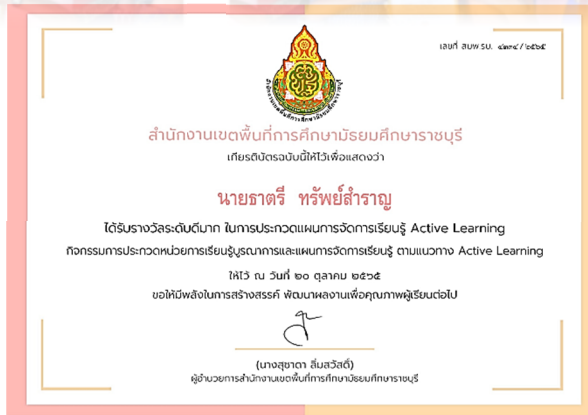 เลขที่ สมพ.รบ. ๔๓๓๔/๒๕๖๕
สำนักงานเขตพื้นที่การศึกษามัธยมศึกษาราชบุรี
เกียรติบัตรฉบับนี้ให้ไว้เพื่อแสดงว่า
นายธาตรี ทรัพย์สำราญ
ได้รับรางวัลระดับดีมาก ในการประกวดแผนการจัดการเรียนรู้ Active Learning
กิจกรรมการประกวดหน่วยการเรียนรู้บูรณาการและแผนการจัดการเรียนรู้ ตามแนวทาง Active Learning
ให้ไว้ ณ วันที่ ๒๐ ตุลาคม ๒๕๖๕
ขอให้มีพลังในการสร้างสรรค์ พัฒนาผลงานเพื่อคุณภาพผู้เรียนต่อไป
(นางสุชาดา ลิ่มสวัสดิ์)
ผู้อำนวยการสำนักงานเขตพื้นที่การศึกษามัธยมศึกษาราชบุรี